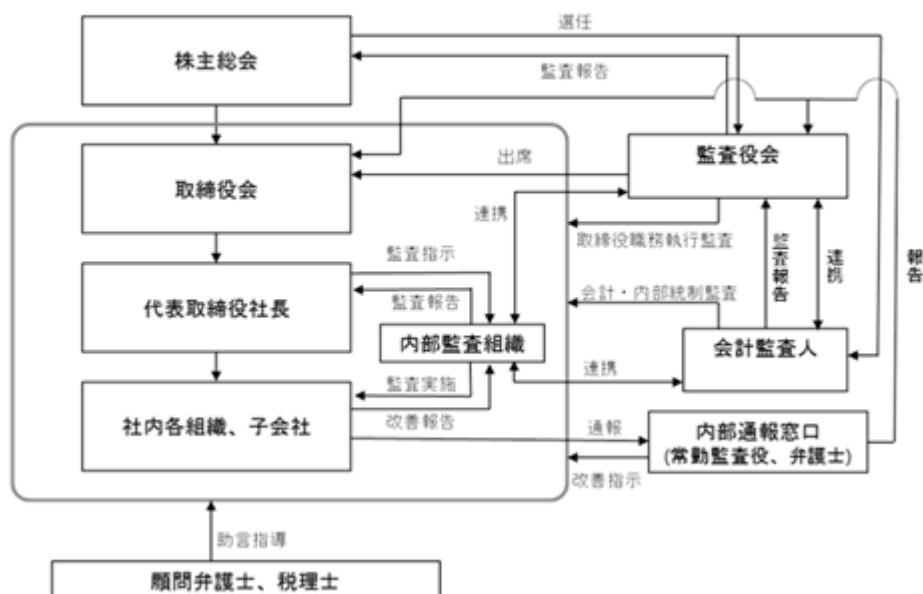 選任
株主総会
監査報告
出席
監査役会
取締役会
連携
取締役職務執行監査
監査指示
監査報告
連携
報告
会計・内部統制監査
監査報告
代表取締役社長
内部監査組織
会計監査人
監査実施
連携
社内各組織、子会社
改善報告
通報
内部通報窓口
(常勤監査役、弁護士)
改善指示
助言指導
顧問弁護士、税理士